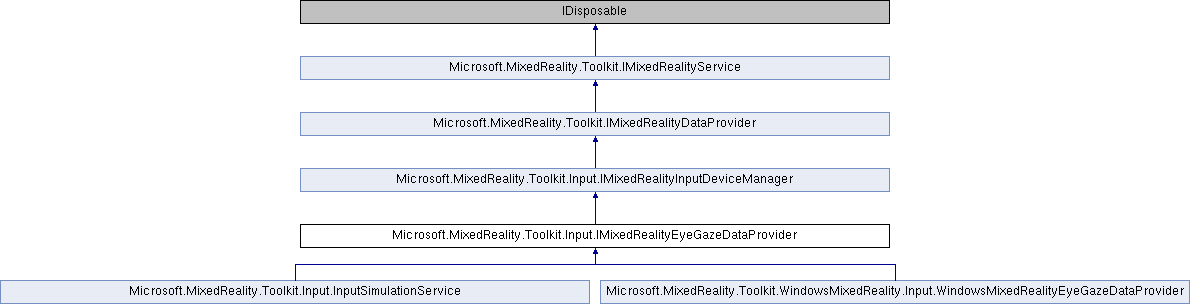 IDisposable
Microsoft.MixedReality.Toolkit.IMixedRealityService
Microsoft.MixedReality.Toolkit.IMixedRealityDataProvider
Microsoft.MixedReality.Toolkit.Input.IMixedRealityInputDeviceManager
Microsoft.MixedReality.Toolkit.Input.IMixedRealityEyeGazeDataProvider
Microsoft.MixedReality.Toolkit.Input.InputSimulationService
Microsoft.MixedReality.Toolkit.WindowsMixedReality.Input.WindowsMixedRealityEyeGazeDataProvider